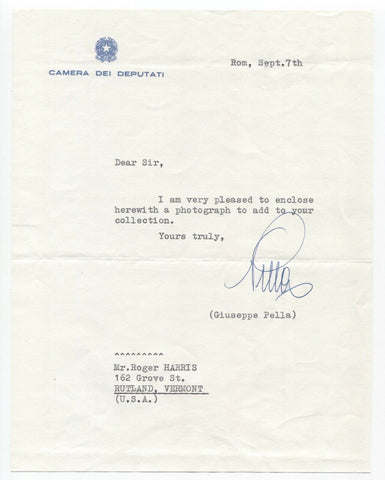 CAMERA DEI DEPUTATI
Rom, Sept.7th
Dear Sir,
I am very pleased to enclose
herewith a photograph to add to your
collection.
Yours truly,
Pella
(Giuseppe Pella)
^^^^^^^^^
Mr.Roger HARRIS
162 Grove St.
RUTLAND, VERMONT
(U.S.A.)